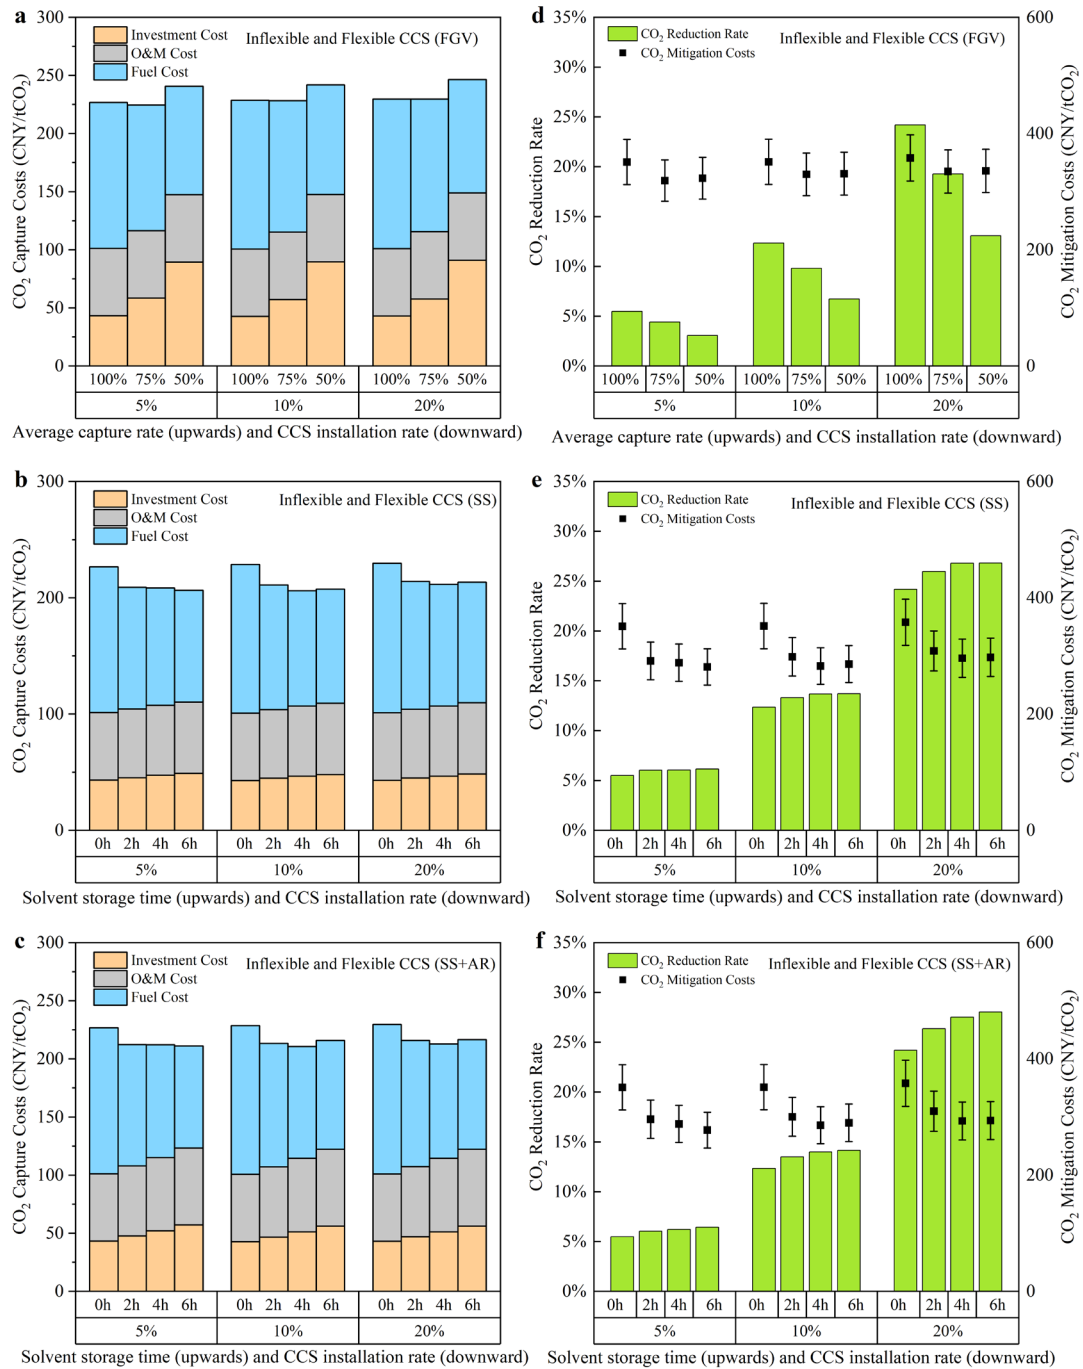 a
300
250
200
150
100
50
0
CO₂ Capture Costs (CNY/tCO₂)
Investment Cost
O&M Cost
Fuel Cost
Inflexible and Flexible CCS (FGV)
100% 75% 50% 100% 75% 50% 100% 75% 50%
5% 10% 20%
Average capture rate (upwards) and CCS installation rate (downward)
d
35%
30%
25%
20%
15%
10%
5%
0%
CO₂ Reduction Rate
CO₂ Reduction Rate
CO₂ Mitigation Costs
Inflexible and Flexible CCS (FGV)
600
400
200
0
CO₂ Mitigation Costs (CNY/tCO₂)
100% 75% 50% 100% 75% 50% 100% 75% 50%
5% 10% 20%
Average capture rate (upwards) and CCS installation rate (downward)
b
300
200
100
0
CO₂ Capture Costs (CNY/tCO₂)
Investment Cost
O&M Cost
Fuel Cost
Inflexible and Flexible CCS (SS)
0h 2h 4h 6h 0h 2h 4h 6h 0h 2h 4h 6h
5% 10% 20%
Solvent storage time (upwards) and CCS installation rate (downward)
e
35%
30%
25%
20%
15%
10%
5%
0%
CO₂ Reduction Rate
CO₂ Reduction Rate
CO₂ Mitigation Costs
Inflexible and Flexible CCS (SS)
600
400
200
0
CO₂ Mitigation Costs (CNY/tCO₂)
0h 2h 4h 6h 0h 2h 4h 6h 0h 2h 4h 6h
5% 10% 20%
Solvent storage time (upwards) and CCS installation rate (downward)
c
300
250
200
150
100
50
0
CO₂ Capture Costs (CNY/tCO₂)
Investment Cost
O&M Cost
Fuel Cost
Inflexible and Flexible CCS (SS+AR)
0h 2h 4h 6h 0h 2h 4h 6h 0h 2h 4h 6h
5% 10% 20%
Solvent storage time (upwards) and CCS installation rate (downward)
f
35%
30%
25%
20%
15%
10%
5%
0%
CO₂ Reduction Rate
CO₂ Reduction Rate
CO₂ Mitigation Costs
Inflexible and Flexible CCS (SS+AR)
600
400
200
0
CO₂ Mitigation Costs (CNY/tCO₂)
0h 2h 4h 6h 0h 2h 4h 6h 0h 2h 4h 6h
5% 10% 20%
Solvent storage time (upwards) and CCS installation rate (downward)